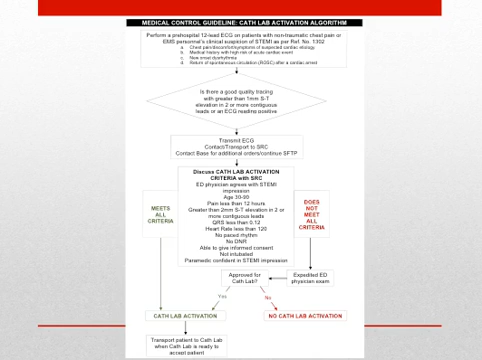 MEDICAL CONTROL GUIDELINE: CATH LAB ACTIVATION ALGORITHM
Perform a prehospital 12-lead ECG on patients with non-traumatic chest pain or
EMS personnel's clinical suspicion of STEMI as per Ref. No. 1302
a. Chest pain/discomfort/symptoms of suspected cardiac etiology
b. Medical history with high risk of acute cardiac event
c. New onset dysrhythmia
d. Return of spontaneous circulation (ROSC) after a cardiac arrest
Is there a good quality tracing
with greater than 1mm S-T
elevation in 2 or more contiguous
leads or an ECG reading positive
Transmit ECG
Contact/Transport to SRC
Contact Base for additional orders/continue SFTP
Discuss CATH LAB ACTIVATION
CRITERIA with SRC
ED physician agrees with STEMI
impression
Age 30-90
Pain less than 12 hours
Greater than 2mm S-T elevation in 2 or
more contiguous leads
QRS less than 0.12
Heart Rate less than 120
No paced rhythm
No DNR
Able to give informed consent
Not intubated
Paramedic confident in STEMI impression
MEETS
ALL
CRITERIA
DOES
NOT
MEET
ALL
CRITERIA
Approved for
Cath Lab?
Expedited ED
physician exam
Yes
No
CATH LAB ACTIVATION
NO CATH LAB ACTIVATION
Transport patient to Cath Lab
when Cath Lab is ready to
accept patient